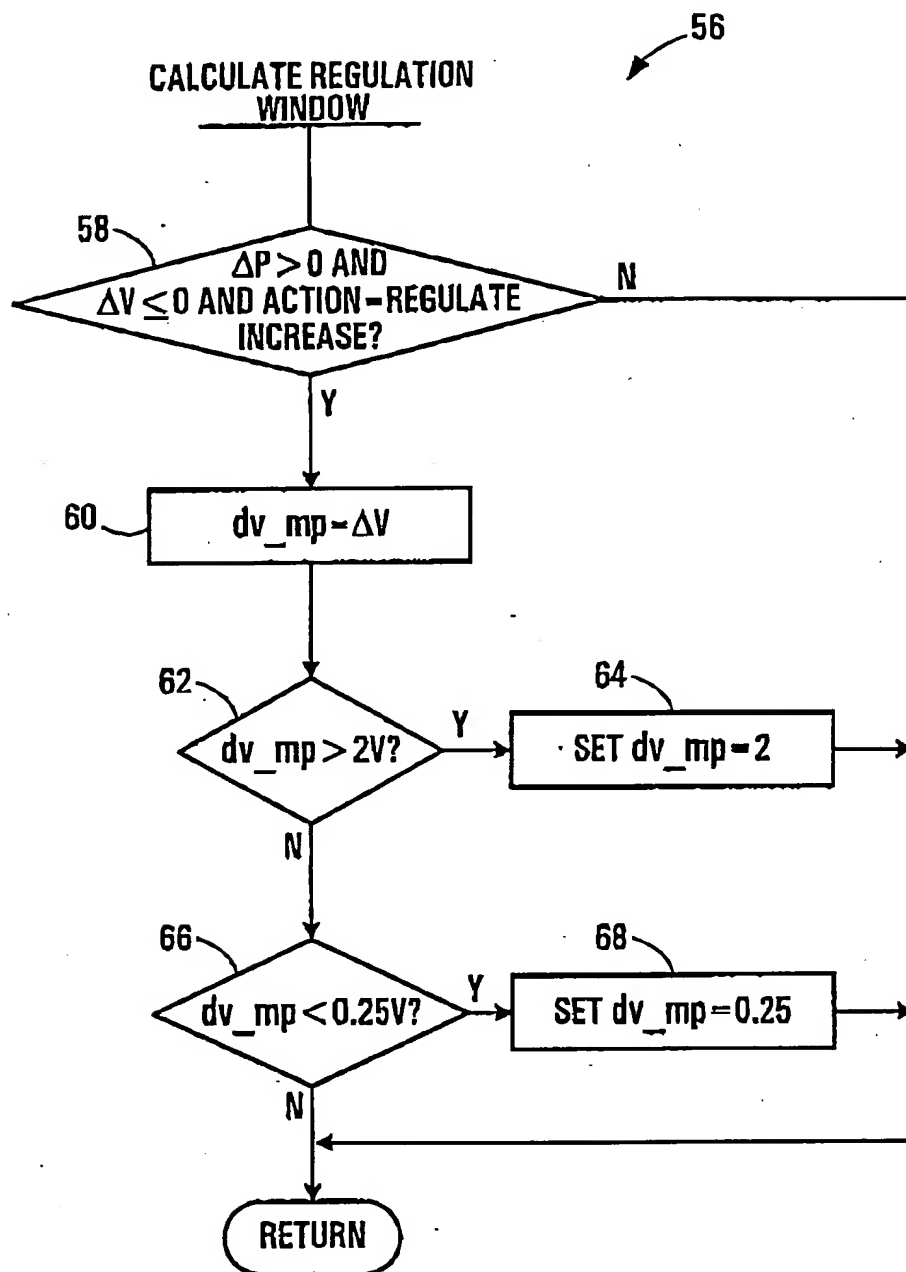 56
CALCULATE REGULATION
WINDOW
58
ΔP > 0 AND
ΔV ≤ 0 AND ACTION=REGULATE
INCREASE?
N
Y
60
dv_mp=ΔV
62
dv_mp > 2V?
Y
64
SET dv_mp=2
N
66
dv_mp < 0.25V?
Y
68
SET dv_mp=0.25
N
RETURN